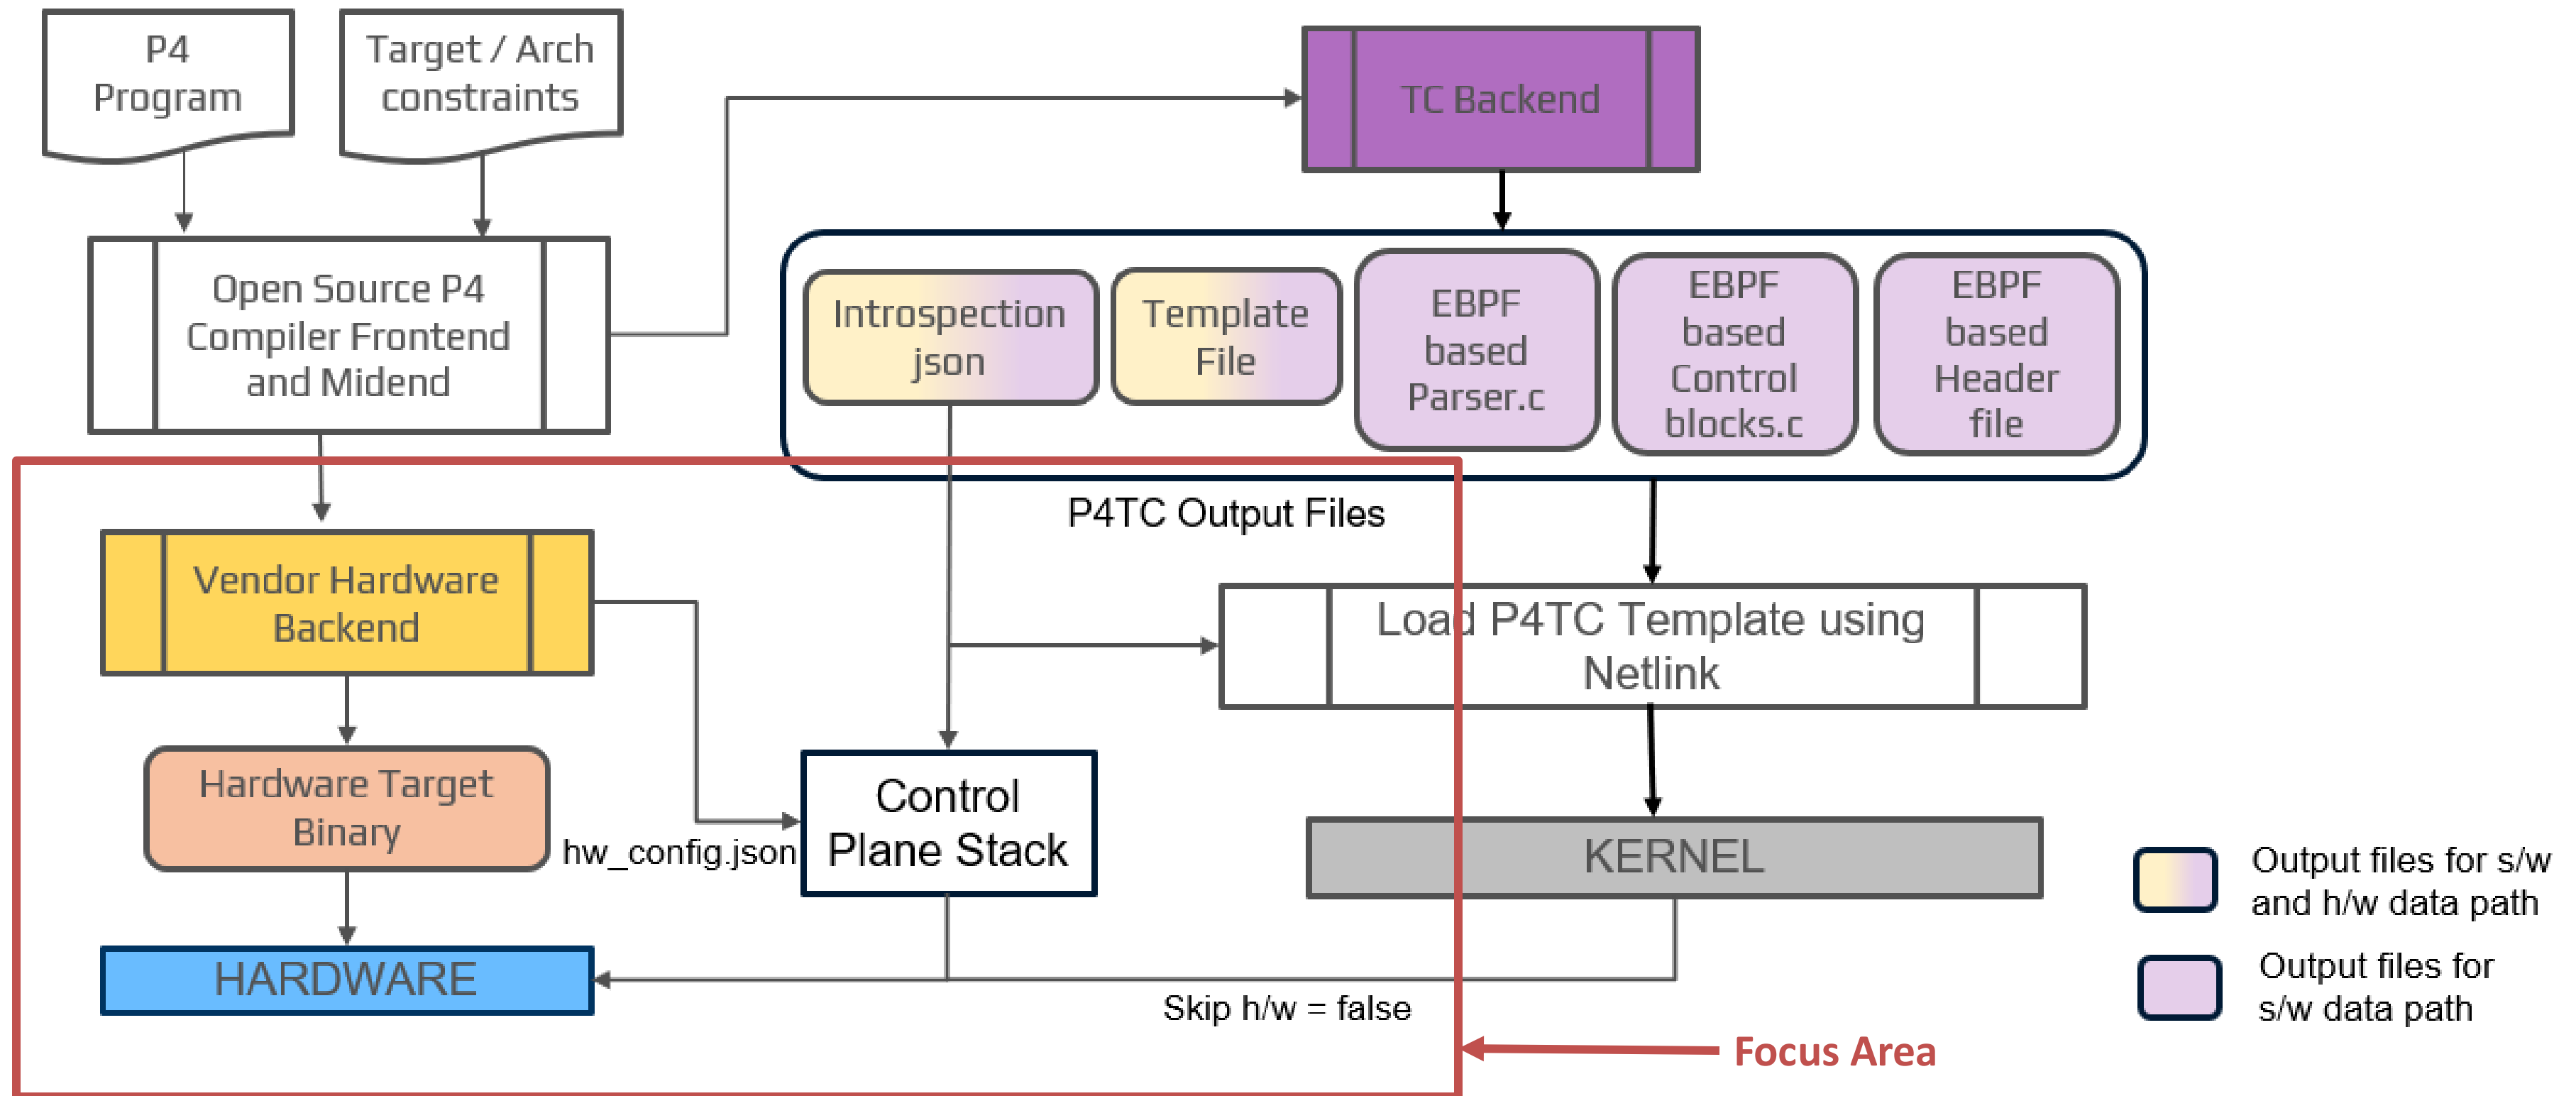 P4
Program
Target / Arch
constraints
TC Backend
Open Source P4
Compiler Frontend
and Midend
Introspection
json
Template
File
EBPF
based
Parser.c
EBPF
based
Control
blocks.c
EBPF
based
Header
file
P4TC Output Files
Vendor Hardware
Backend
Load P4TC Template using
Netlink
Hardware Target
Binary
hw_config.json
Control
Plane Stack
KERNEL
HARDWARE
Skip h/w = false
Output files for s/w
and h/w data path
Output files for
s/w data path
Focus Area